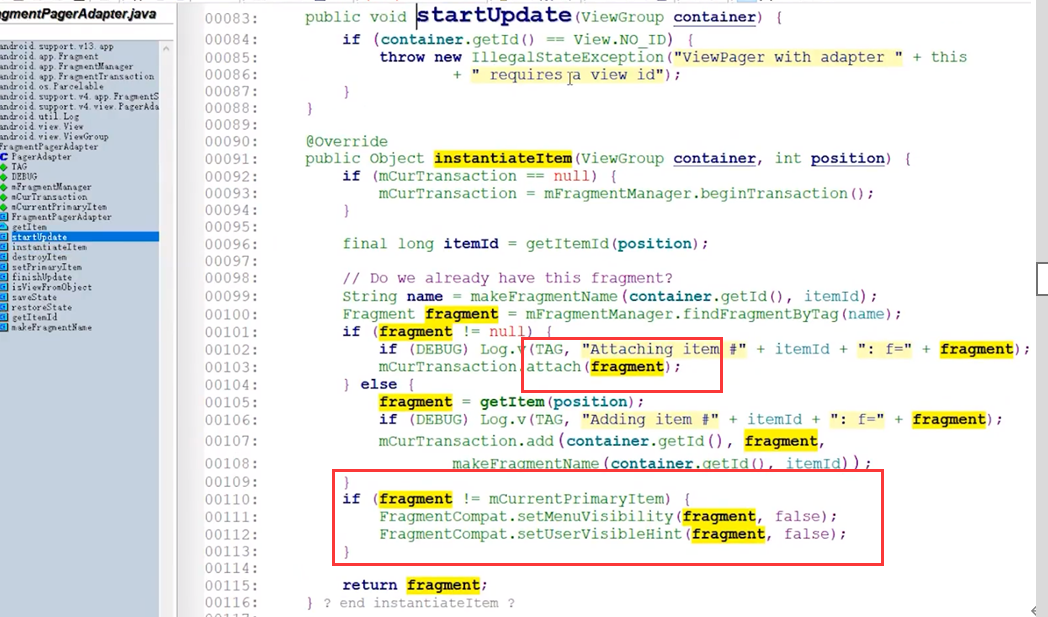 gmentPagerAdapter.java
android.support.v13.app
android.app.Fragment
android.app.FragmentManager
android.app.FragmentTransaction
android.os.Parcelable
android.support.v4.app.FragmentS
android.support.v4.view.PagerAda
android.util.Log
android.view.View
android.view.ViewGroup
FragmentPagerAdapter
PagerAdapter
TAG
DEBUG
mFragmentManager
mCurTransaction
mCurrentPrimaryItem
FragmentPagerAdapter
getItem
startUpdate
instantiateItem
destroyItem
setPrimaryItem
finishUpdate
isViewFromObject
saveState
restoreState
getItemId
makeFragmentName
00083: public void startUpdate(ViewGroup container) {
00084: if (container.getId() == View.NO_ID) {
00085: throw new IllegalStateException("ViewPager with adapter " + this
00086: + " requires a view id");
00087: }
00088: }
00089:
00090: @Override
00091: public Object instantiateItem(ViewGroup container, int position) {
00092: if (mCurTransaction == null) {
00093: mCurTransaction = mFragmentManager.beginTransaction();
00094: }
00095:
00096: final long itemId = getItemId(position);
00097:
00098: // Do we already have this fragment?
00099: String name = makeFragmentName(container.getId(), itemId);
00100: Fragment fragment = mFragmentManager.findFragmentByTag(name);
00101: if (fragment != null) {
00102: if (DEBUG) Log.v(TAG, "Attaching item #" + itemId + ": f=" + fragment);
00103: mCurTransaction.attach(fragment);
00104: } else {
00105: fragment = getItem(position);
00106: if (DEBUG) Log.v(TAG, "Adding item #" + itemId + ": f=" + fragment);
00107: mCurTransaction.add(container.getId(), fragment,
00108: makeFragmentName(container.getId(), itemId));
00109: }
00110: if (fragment != mCurrentPrimaryItem) {
00111: FragmentCompat.setMenuVisibility(fragment, false);
00112: FragmentCompat.setUserVisibleHint(fragment, false);
00113: }
00114:
00115: return fragment;
00116: } ? end instantiateItem ?